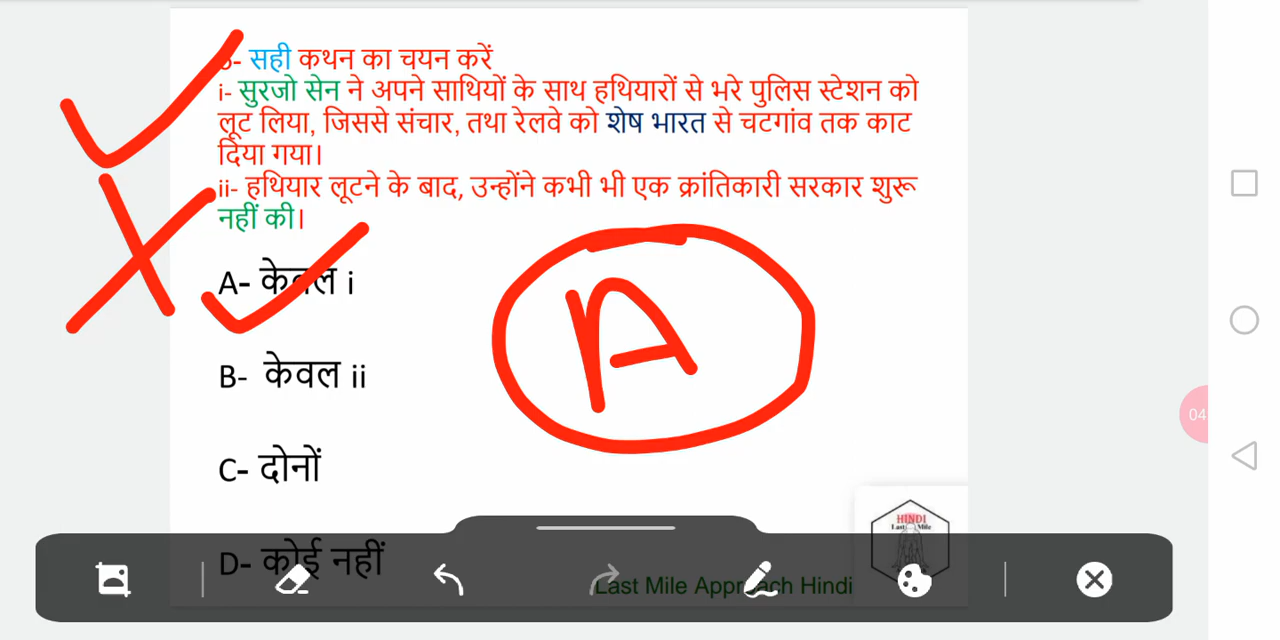 - सही कथन का चयन करें
i- सुरजो सेन ने अपने साथियों के साथ हथियारों से भरे पुलिस स्टेशन को
लूट लिया, जिससे संचार, तथा रेलवे को शेष भारत से चटगांव तक काट
दिया गया।
ii- हथियार लूटने के बाद, उन्होंने कभी भी एक क्रांतिकारी सरकार शुरू
नहीं की।
A- केवल i
A
B- केवल ii
04
C- दोनों
HINDI
Last Mile
D- कोई नहीं
Last Mile Approach Hindi